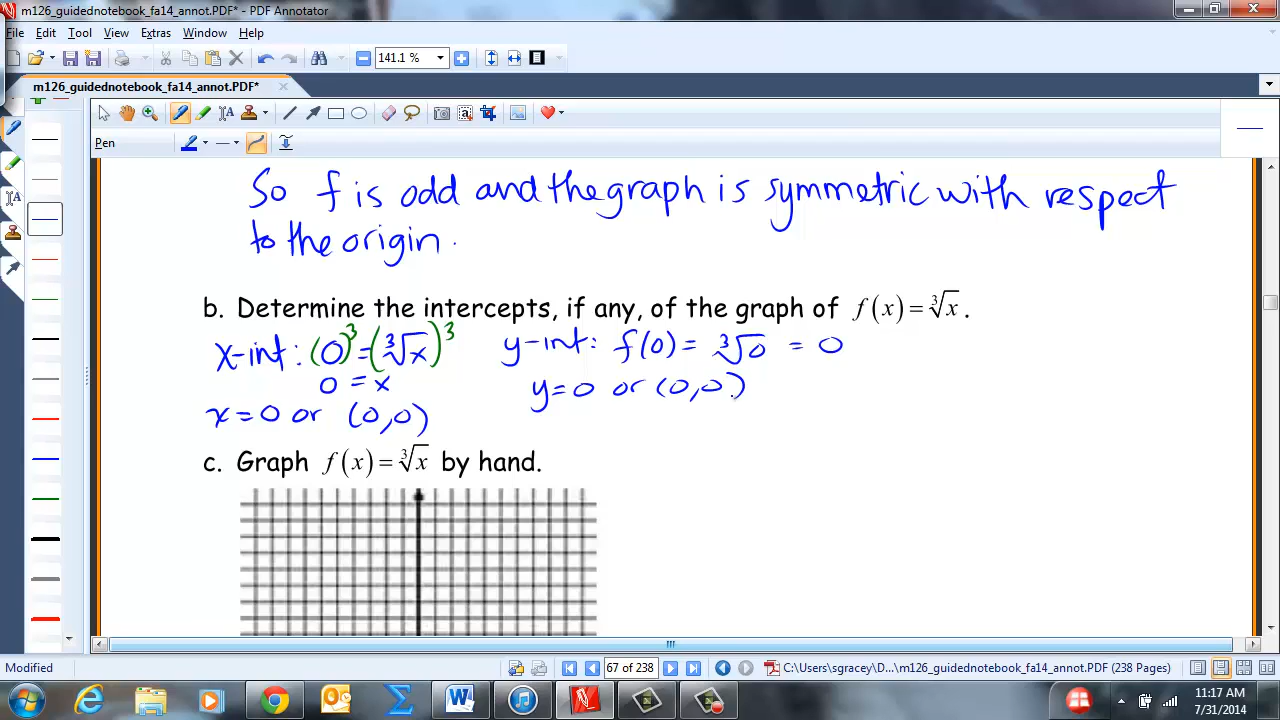 m126_guidednotebook_fa14_annot.PDF* - PDF Annotator
File Edit Tool View Extras Window Help
141.1 %
m126_guidednotebook_fa14_annot.PDF*
Pen
So f is odd and the graph is symmetric with respect
to the origin.
b. Determine the intercepts, if any, of the graph of f(x) = ∛x.
x-int: (0)³ = (∛x)³ y-int: f(0) = ∛0 = 0
0 = x y = 0 or (0,0)
x = 0 or (0,0)
c. Graph f(x) = ∛x by hand.
Modified
67 of 238
C:\Users\sgracey\D...\m126_guidednotebook_fa14_annot.PDF (238 Pages)
11:17 AM
7/31/2014